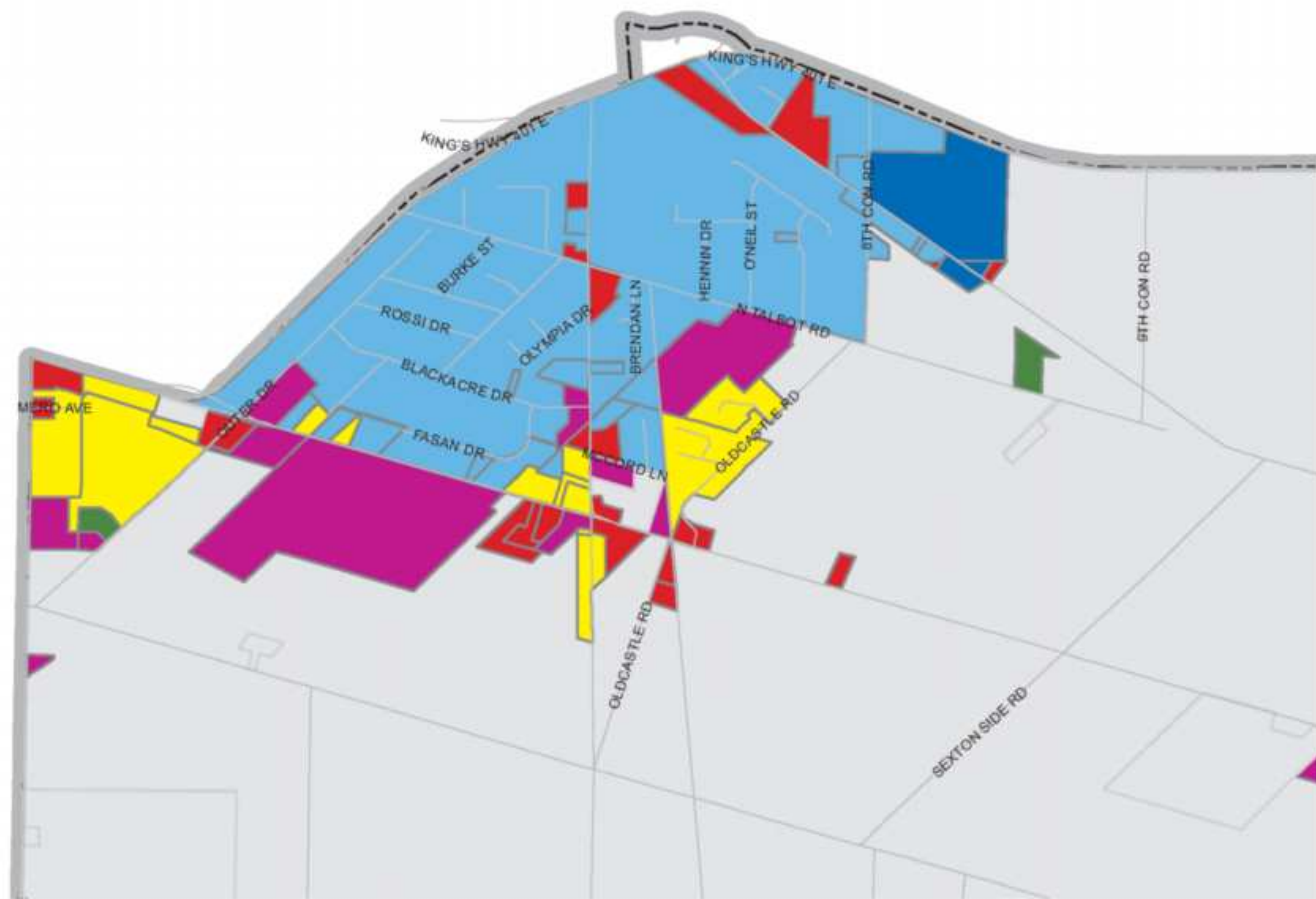 KING'S HWY 401 E
KING'S HWY 401 E
8TH CON RD
O'NEIL ST
HENNIN DR
BURKE ST
9TH CON RD
ROSSI DR
OLYMPIA DR
BRENDAN LN
N TALBOT RD
BLACKACRE DR
OUTER DR
OLDCASTLE RD
FASAN DR
MCCORD LN
OLDCASTLE RD
SEXTON SIDE RD